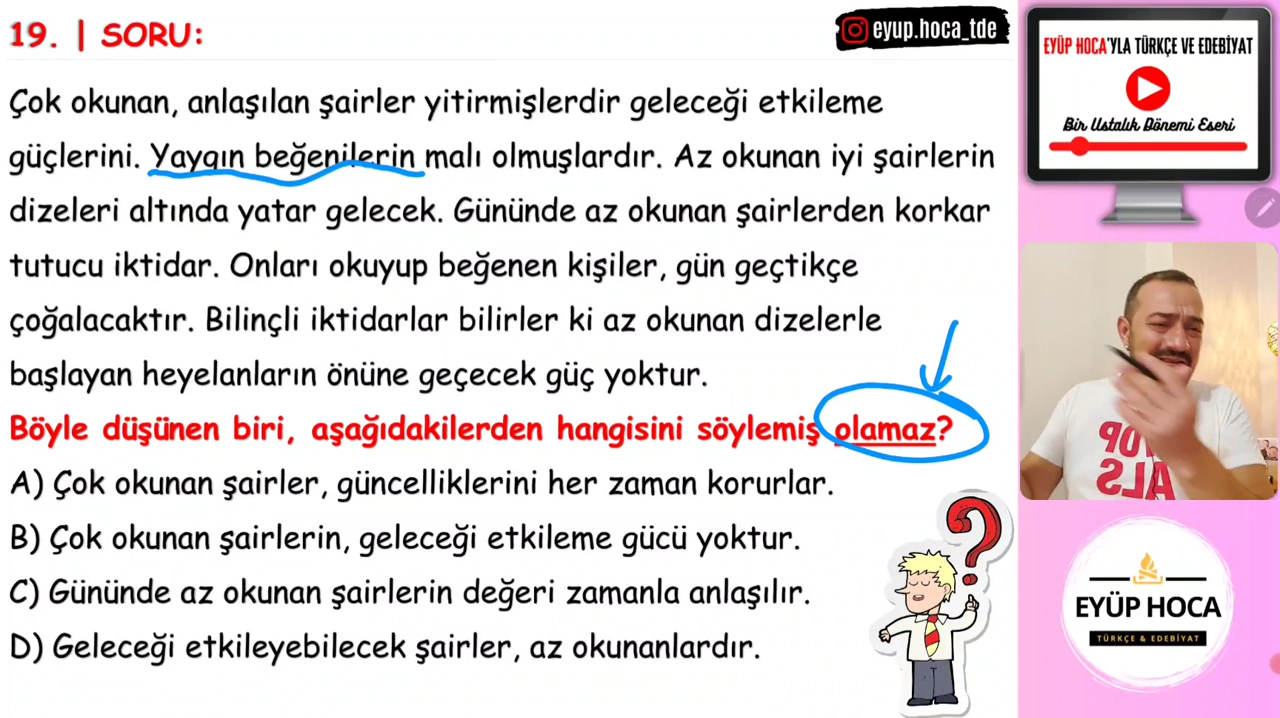 19. | SORU:
eyup.hoca_tde
Çok okunan, anlaşılan şairler yitirmişlerdir geleceği etkileme
güçlerini. Yaygın beğenilerin malı olmuşlardır. Az okunan iyi şairlerin
dizeleri altında yatar gelecek. Gününde az okunan şairlerden korkar
tutucu iktidar. Onları okuyup beğenen kişiler, gün geçtikçe
çoğalacaktır. Bilinçli iktidarlar bilirler ki az okunan dizelerle
başlayan heyelanların önüne geçecek güç yoktur.
Böyle düşünen biri, aşağıdakilerden hangisini söylemiş olamaz?
A) Çok okunan şairler, güncelliklerini her zaman korurlar.
B) Çok okunan şairlerin, geleceği etkileme gücü yoktur.
C) Gününde az okunan şairlerin değeri zamanla anlaşılır.
D) Geleceği etkileyebilecek şairler, az okunanlardır.
EYÜP HOCA'YLA TÜRKÇE VE EDEBİYAT
Bir Ustalık Dönemi Eseri
EYÜP HOCA
TÜRKÇE & EDEBİYAT